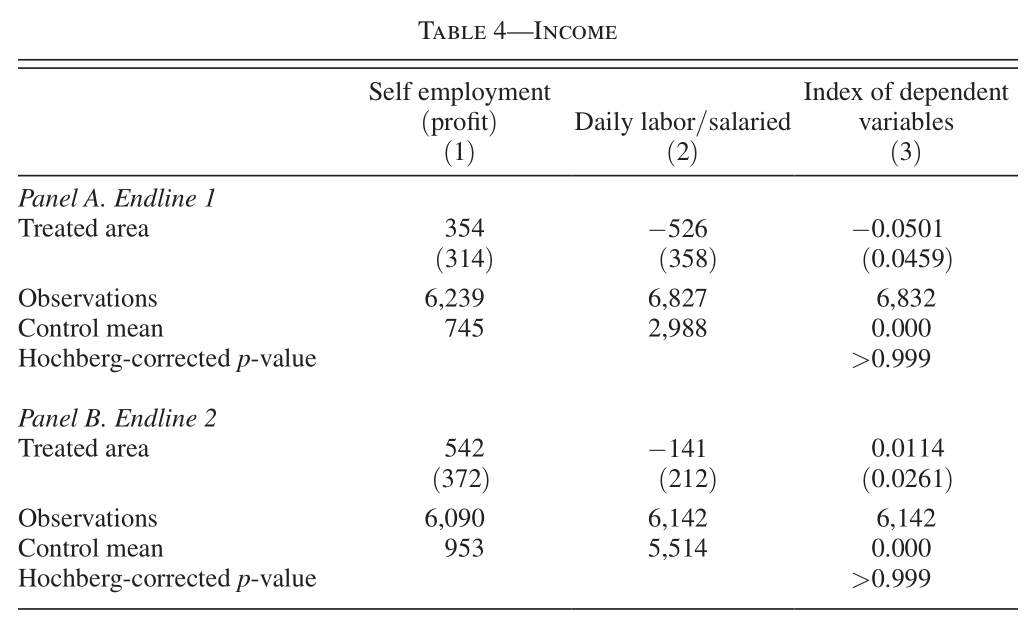 TABLE 4—INCOME
Self employment (profit) (1) Daily labor/salaried (2) Index of dependent variables (3)
Panel A. Endline 1
Treated area 354 −526 −0.0501
(314) (358) (0.0459)
Observations 6,239 6,827 6,832
Control mean 745 2,988 0.000
Hochberg-corrected p-value >0.999
Panel B. Endline 2
Treated area 542 −141 0.0114
(372) (212) (0.0261)
Observations 6,090 6,142 6,142
Control mean 953 5,514 0.000
Hochberg-corrected p-value >0.999